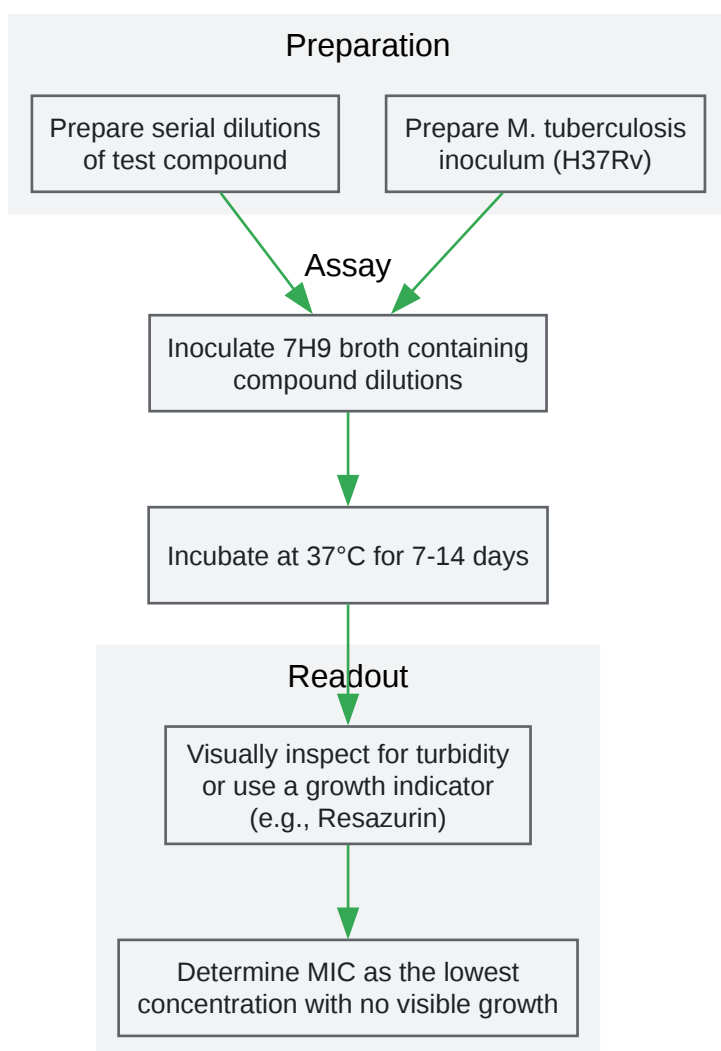 Preparation
Prepare serial dilutions
of test compound
Prepare M. tuberculosis
inoculum (H37Rv)
Assay
Inoculate 7H9 broth containing
compound dilutions
Incubate at 37°C for 7-14 days
Readout
Visually inspect for turbidity
or use a growth indicator
(e.g., Resazurin)
Determine MIC as the lowest
concentration with no visible growth